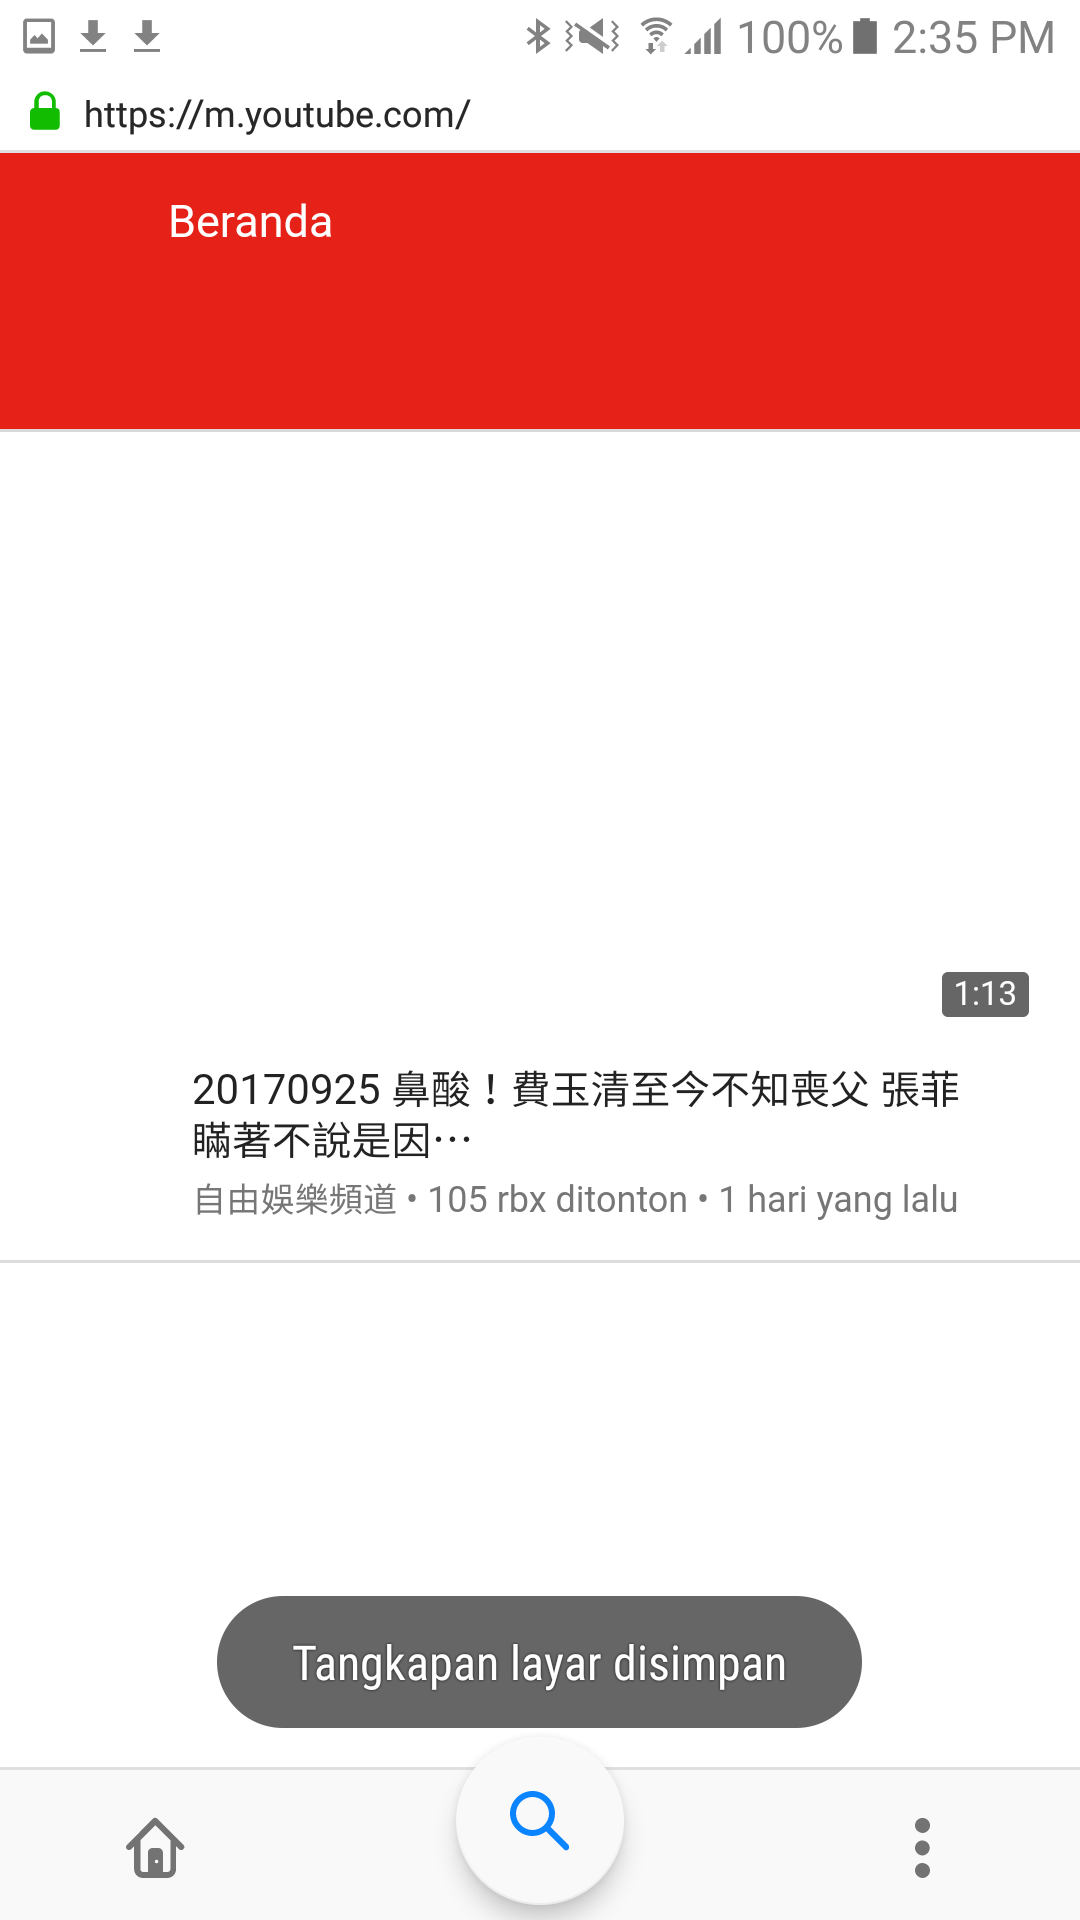 100% 2:35 PM
https://m.youtube.com/
Beranda
1:13
20170925 鼻酸！費玉清至今不知喪父 張菲
瞞著不說是因⋯
自由娛樂頻道 • 105 rbx ditonton • 1 hari yang lalu
Tangkapan layar disimpan